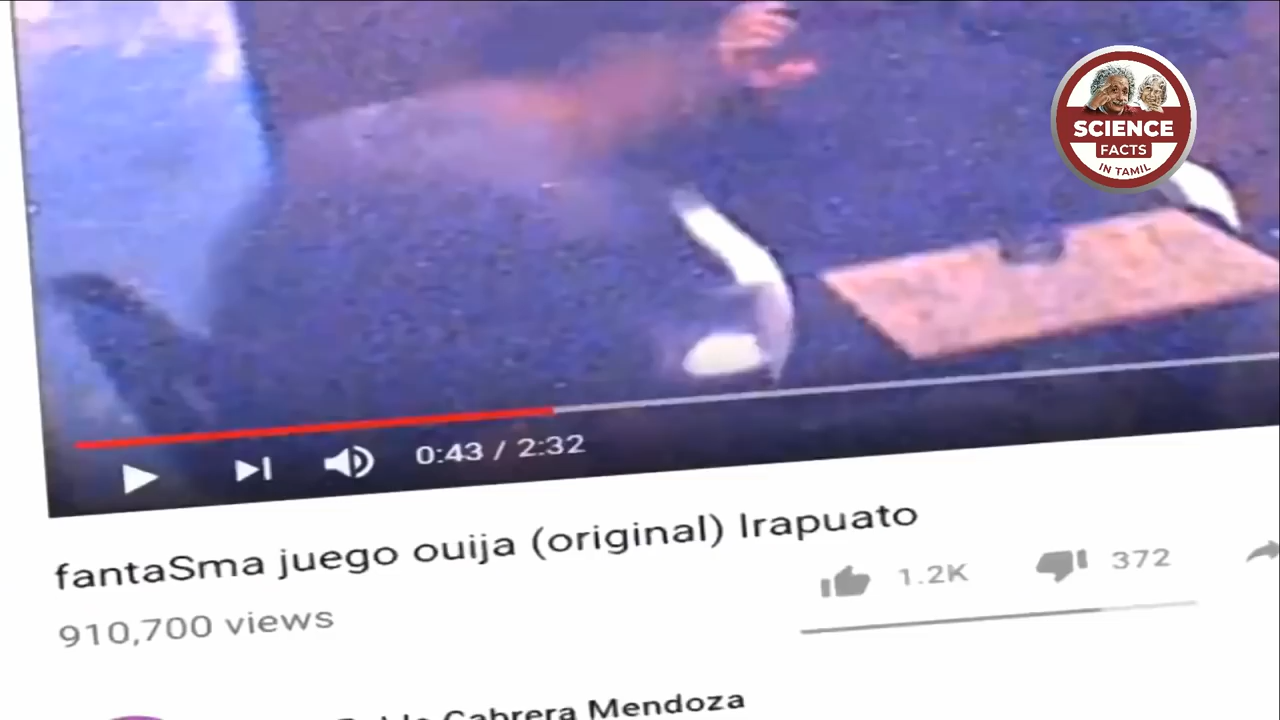 SCIENCE
FACTS
IN TAMIL
0:43 / 2:32
fantaSma juego ouija (original) Irapuato
1.2K
372
910,700 views
Cabrera Mendoza